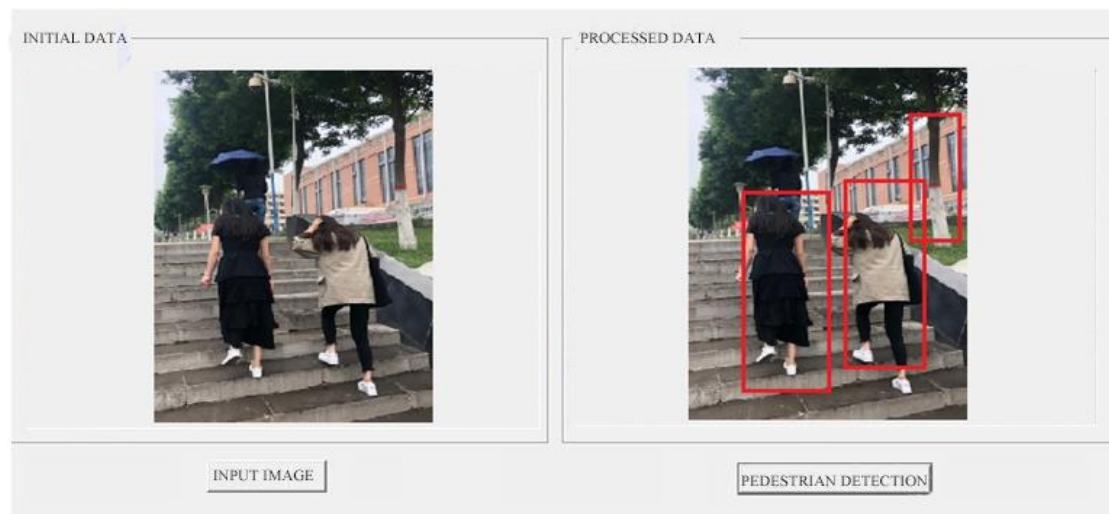 INITIAL DATA
PROCESSED DATA
INPUT IMAGE
PEDESTRIAN DETECTION